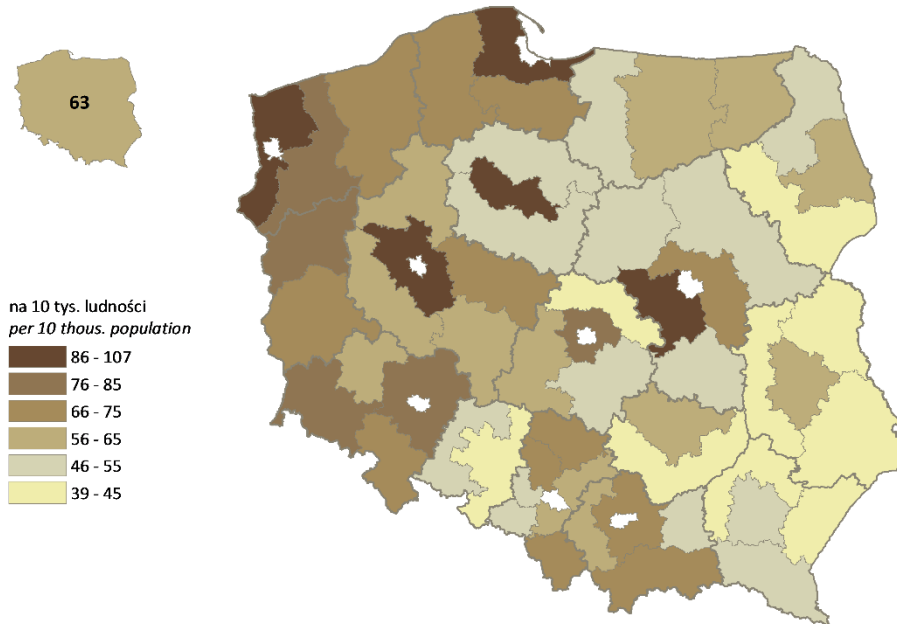 63
na 10 tys. ludności
per 10 thous. population
86 - 107
76 - 85
66 - 75
56 - 65
46 - 55
39 - 45